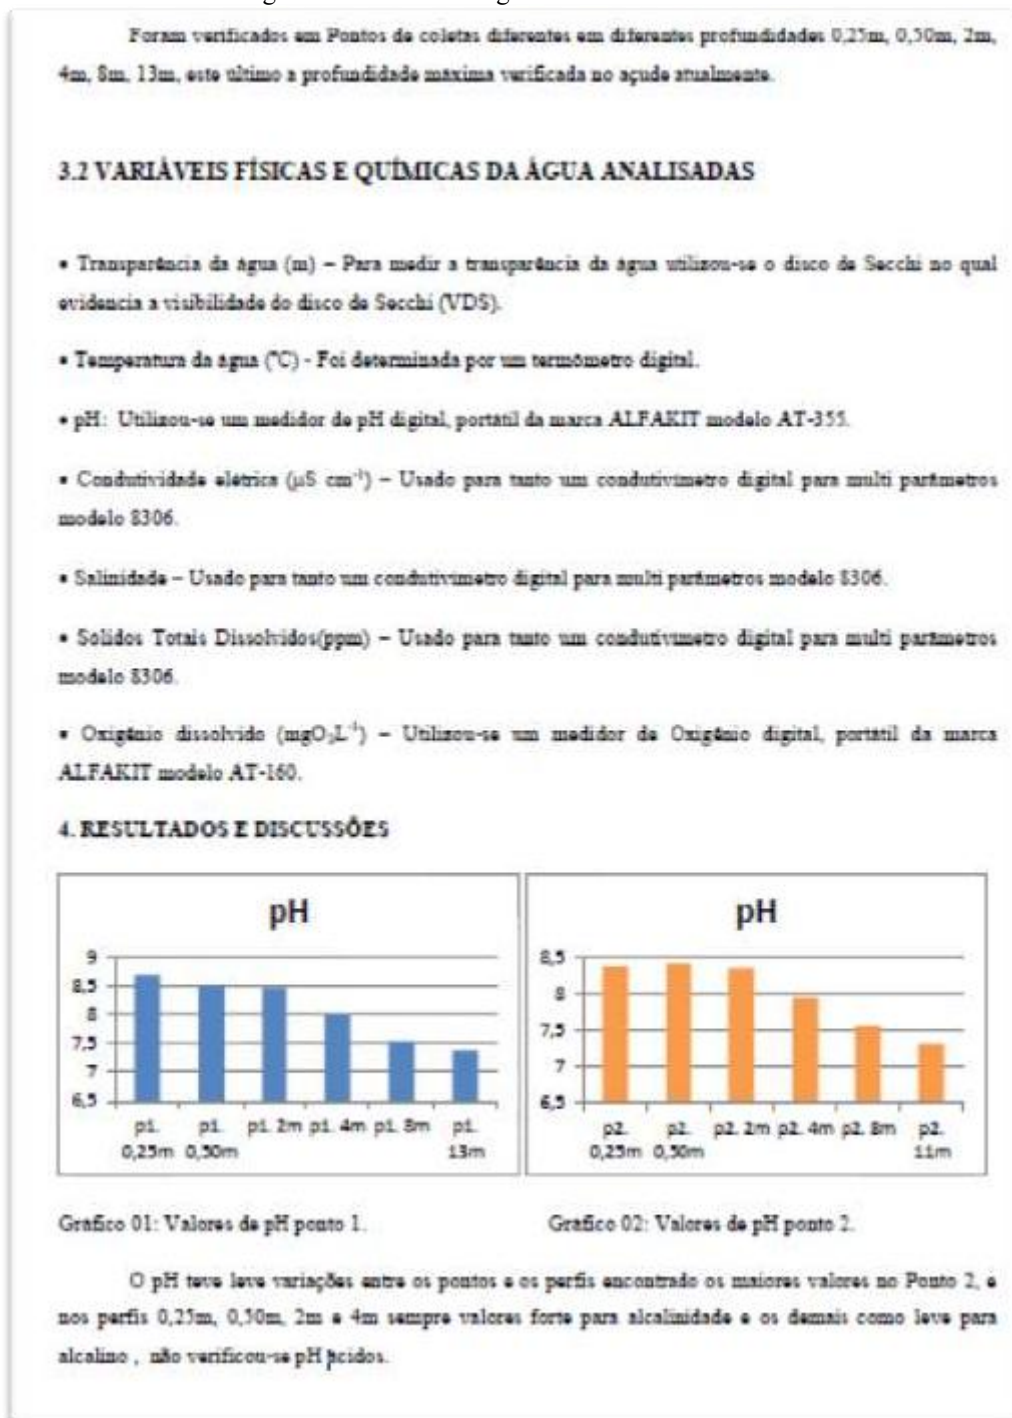 Foram verificados em Pontos de coletas diferentes em diferentes profundidades 0,25m, 0,50m, 2m,
4m, 8m, 13m, este último a profundidade máxima verificada no açude atualmente.
3.2 VARIÁVEIS FÍSICAS E QUÍMICAS DA ÁGUA ANALISADAS
• Transparência da água (m) – Para medir a transparência da água utilizou-se o disco de Secchi no qual
evidencia a visibilidade do disco de Secchi (VDS).
• Temperatura da água (ºC) - Foi determinada por um termômetro digital.
• pH: Utilizou-se um medidor de pH digital, portátil da marca ALFAKIT modelo AT-355.
• Condutividade elétrica (µS cm⁻¹) – Usado para tanto um condutivímetro digital para multi parâmetros
modelo 8306.
• Salinidade – Usado para tanto um condutivímetro digital para multi parâmetros modelo 8306.
• Solidos Totais Dissolvidos(ppm) – Usado para tanto um condutivímetro digital para multi parâmetros
modelo 8306.
• Oxigênio dissolvido (mgO₂L⁻¹) – Utilizou-se um medidor de Oxigênio digital, portátil da marca
ALFAKIT modelo AT-160.
4. RESULTADOS E DISCUSSÕES
pH
9
8,5
8
7,5
7
6,5
p1. 0,25m
p1. 0,50m
p1. 2m
p1. 4m
p1. 8m
p1. 13m
pH
8,5
8
7,5
7
6,5
p2. 0,25m
p2. 0,50m
p2. 2m
p2. 4m
p2. 8m
p2. 11m
Gráfico 01: Valores de pH ponto 1.
Gráfico 02: Valores de pH ponto 2.
O pH teve leve variações entre os pontos e os perfis encontrado os maiores valores no Ponto 2, e
nos perfis 0,25m, 0,50m, 2m e 4m sempre valores forte para alcalinidade e os demais como leve para
alcalino , não verificou-se pH ácidos.